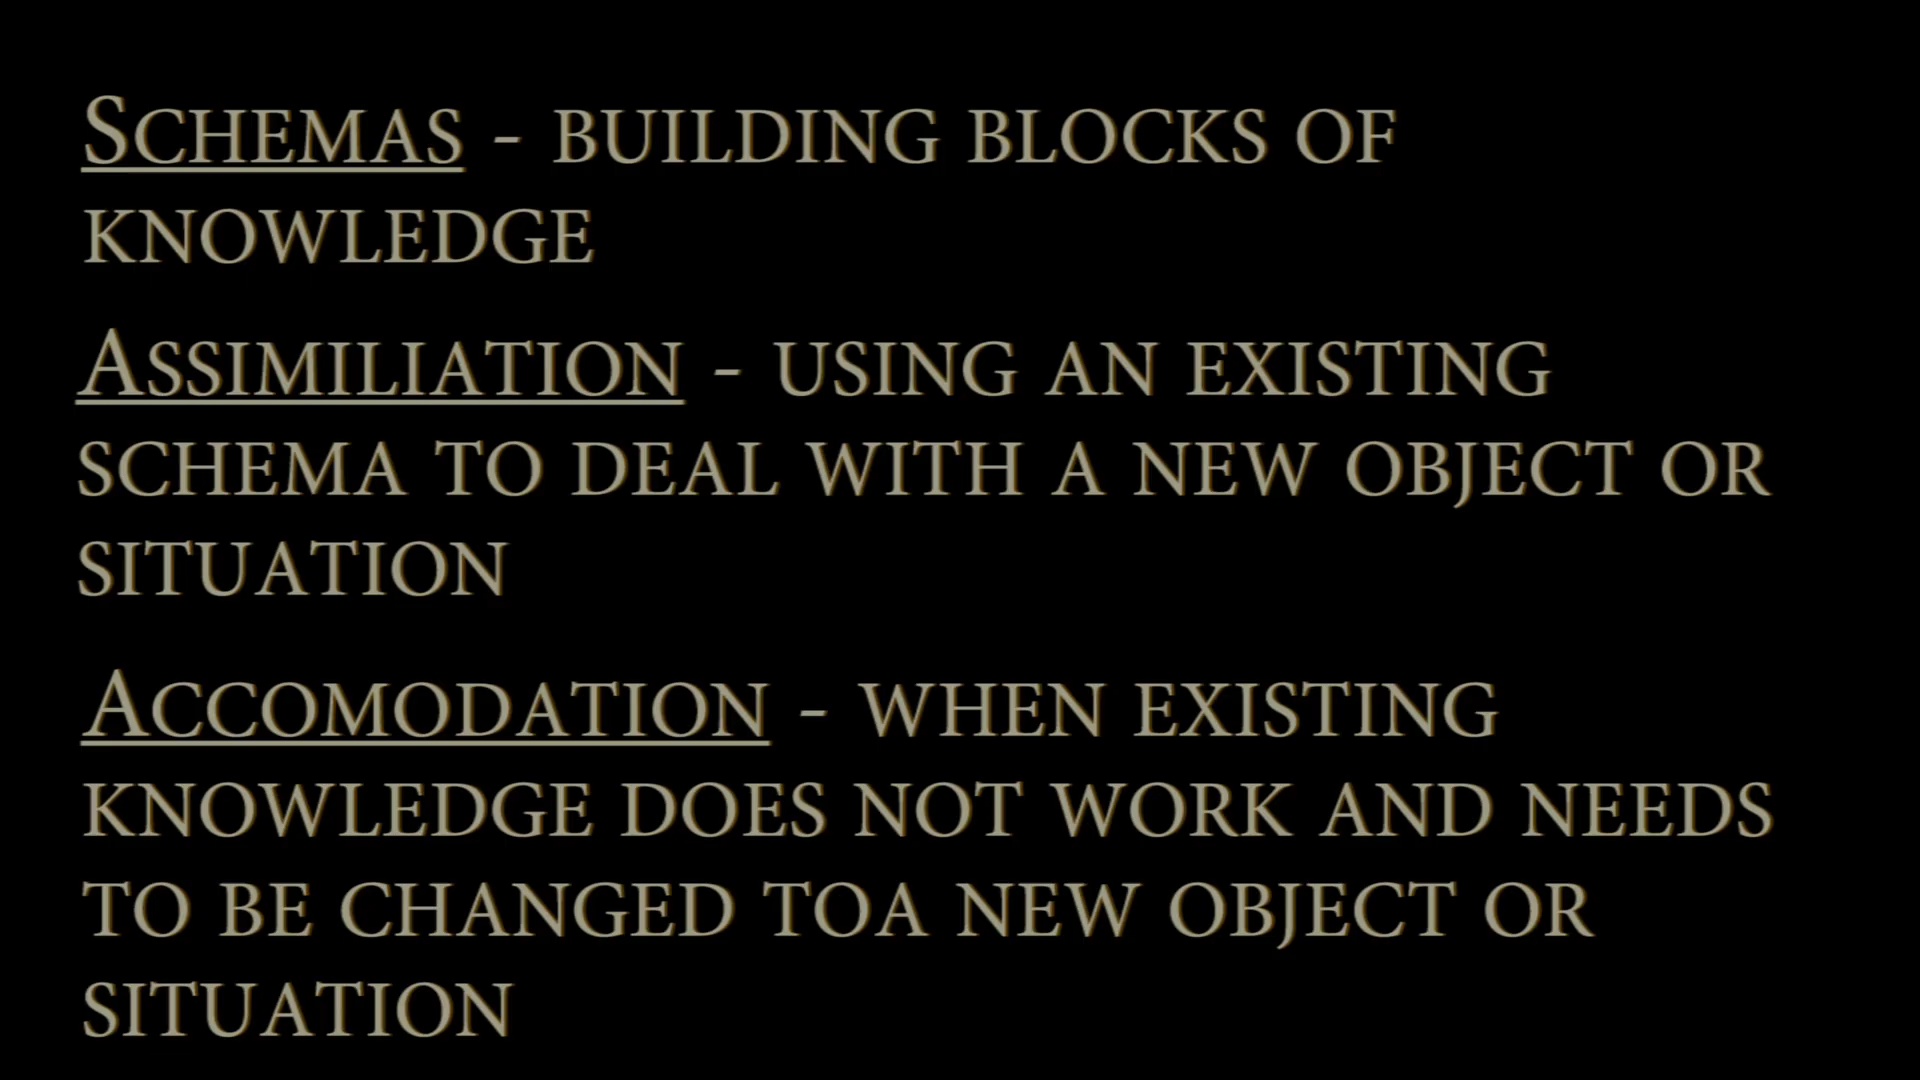 Schemas - building blocks of
knowledge
Assimiliation - using an existing
schema to deal with a new object or
situation
Accomodation - when existing
knowledge does not work and needs
to be changed toa new object or
situation